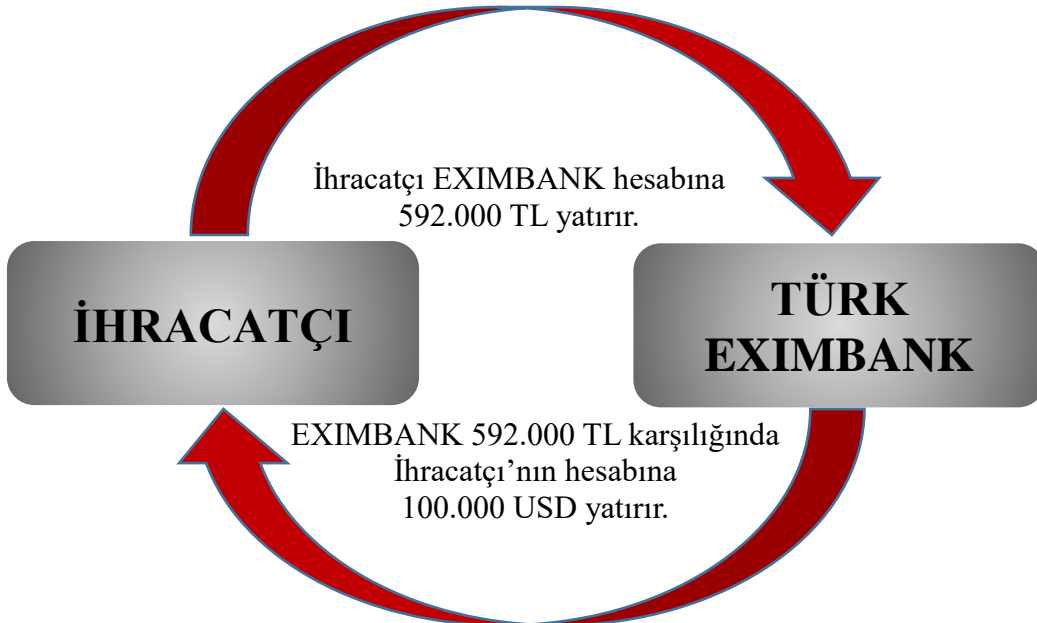 İhracatçı EXIMBANK hesabına
592.000 TL yatırır.
İHRACATÇI
TÜRK
EXIMBANK
EXIMBANK 592.000 TL karşılığında
İhracatçı’nın hesabına
100.000 USD yatırır.